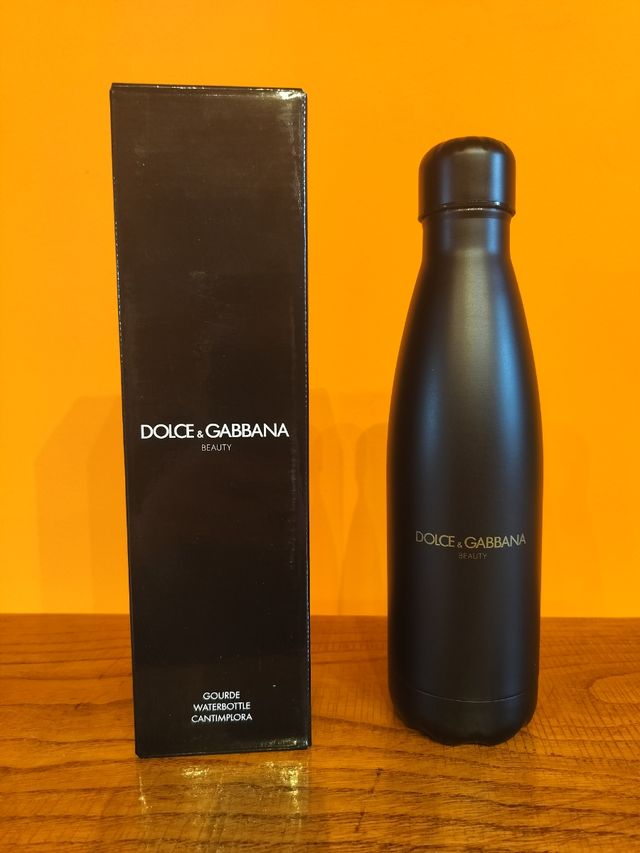 DOLCE & GABBANA
BEAUTY
GOURDE
WATERBOTTLE
CANTIMPLORA
DOLCE & GABBANA
BEAUTY